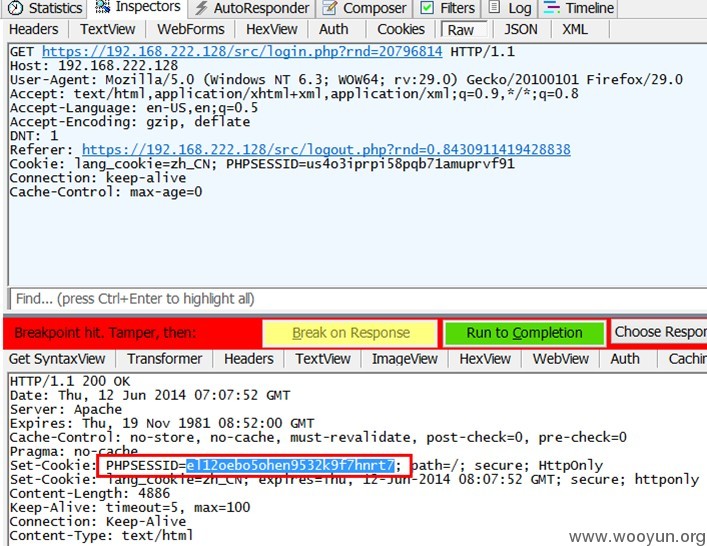 Statistics Inspectors AutoResponder Composer Filters Log Timeline
Headers TextView WebForms HexView Auth Cookies Raw JSON XML
GET https://192.168.222.128/src/login.php?rnd=20796814 HTTP/1.1
Host: 192.168.222.128
User-Agent: Mozilla/5.0 (Windows NT 6.3; WOW64; rv:29.0) Gecko/20100101 Firefox/29.0
Accept: text/html,application/xhtml+xml,application/xml;q=0.9,*/*;q=0.8
Accept-Language: en-US,en;q=0.5
Accept-Encoding: gzip, deflate
DNT: 1
Referer: https://192.168.222.128/src/logout.php?rnd=0.8430911419428838
Cookie: lang_cookie=zh_CN; PHPSESSID=us4o3iprpi58pqb71amuprvf91
Connection: keep-alive
Cache-Control: max-age=0
Find... (press Ctrl+Enter to highlight all)
Breakpoint hit. Tamper, then: Break on Response Run to Completion Choose Respon
Get SyntaxView Transformer Headers TextView ImageView HexView WebView Auth Cachin
HTTP/1.1 200 OK
Date: Thu, 12 Jun 2014 07:07:52 GMT
Server: Apache
Expires: Thu, 19 Nov 1981 08:52:00 GMT
Cache-Control: no-store, no-cache, must-revalidate, post-check=0, pre-check=0
Pragma: no-cache
Set-Cookie: PHPSESSID=el12oebo5ohen9532k9f7hnrt7; path=/; secure; HttpOnly
Set-Cookie: lang_cookie=zh_CN; expires=Thu, 12-Jun-2014 08:07:52 GMT; secure; httponly
Content-Length: 4886
Keep-Alive: timeout=5, max=100
Connection: Keep-Alive
Content-Type: text/html
www.wooyun.org